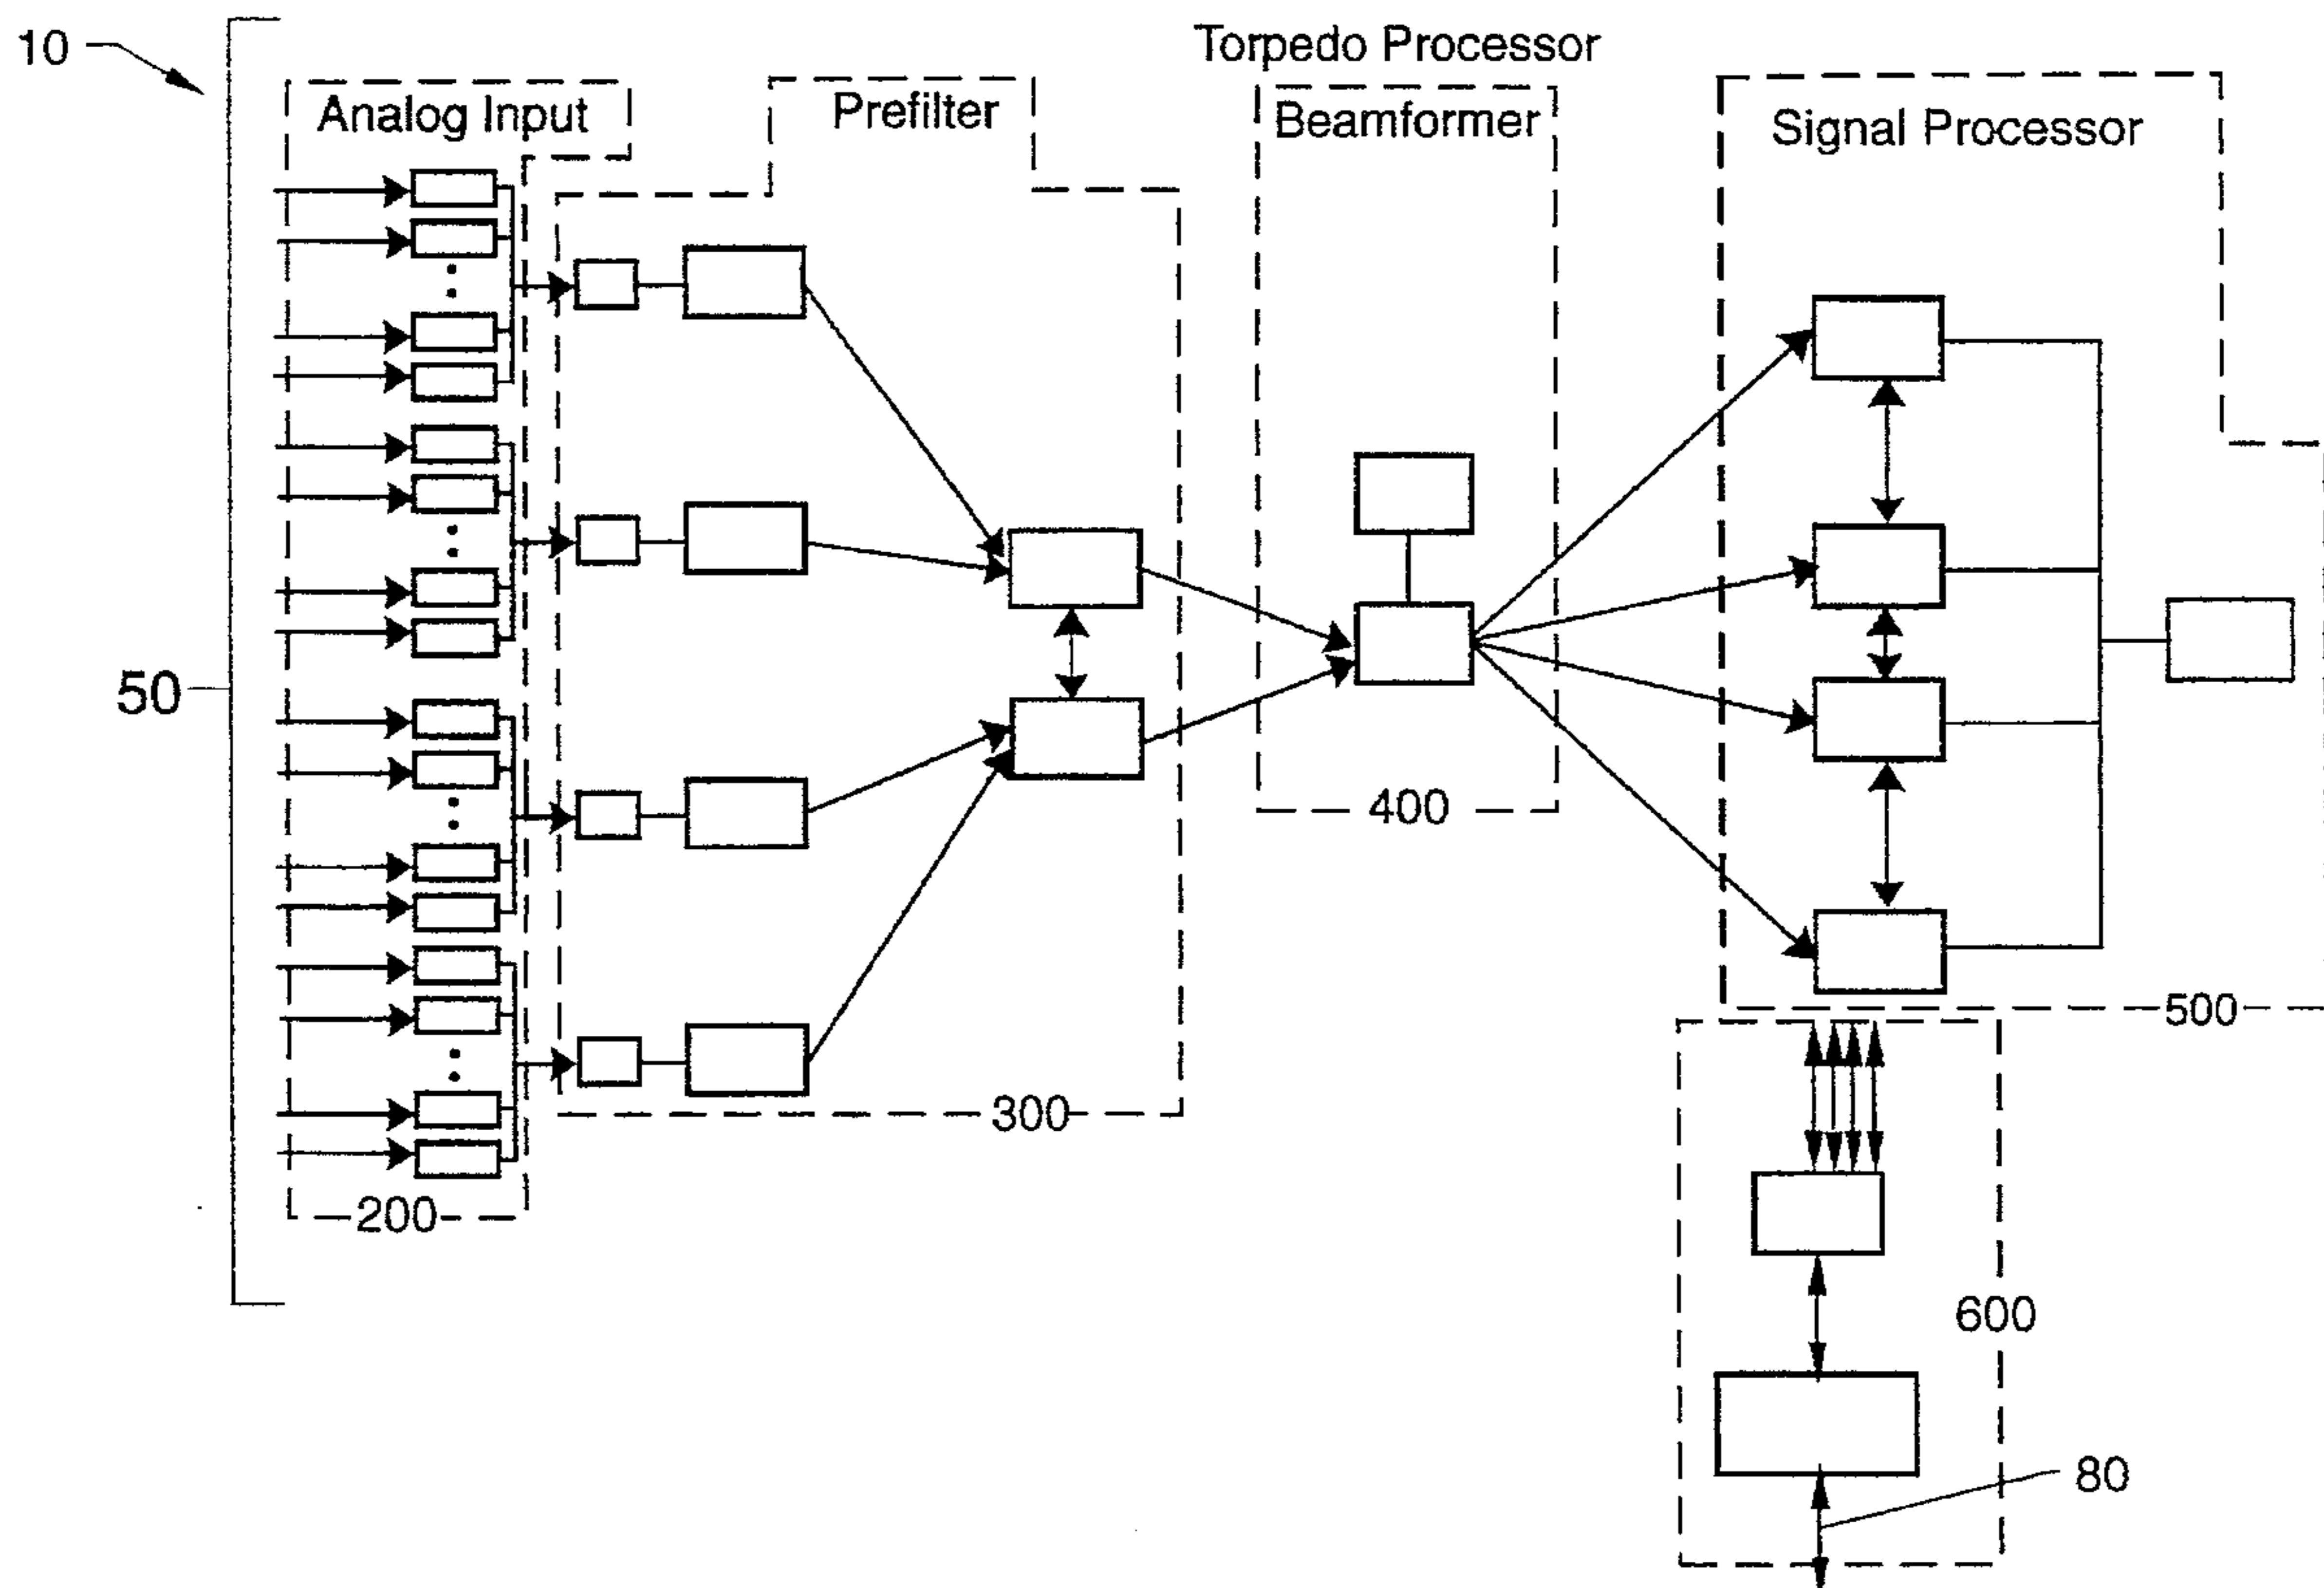 10
Torpedo Processor
Analog Input
Prefilter
Beamformer
Signal Processor
50
400
500
300
200
600
80